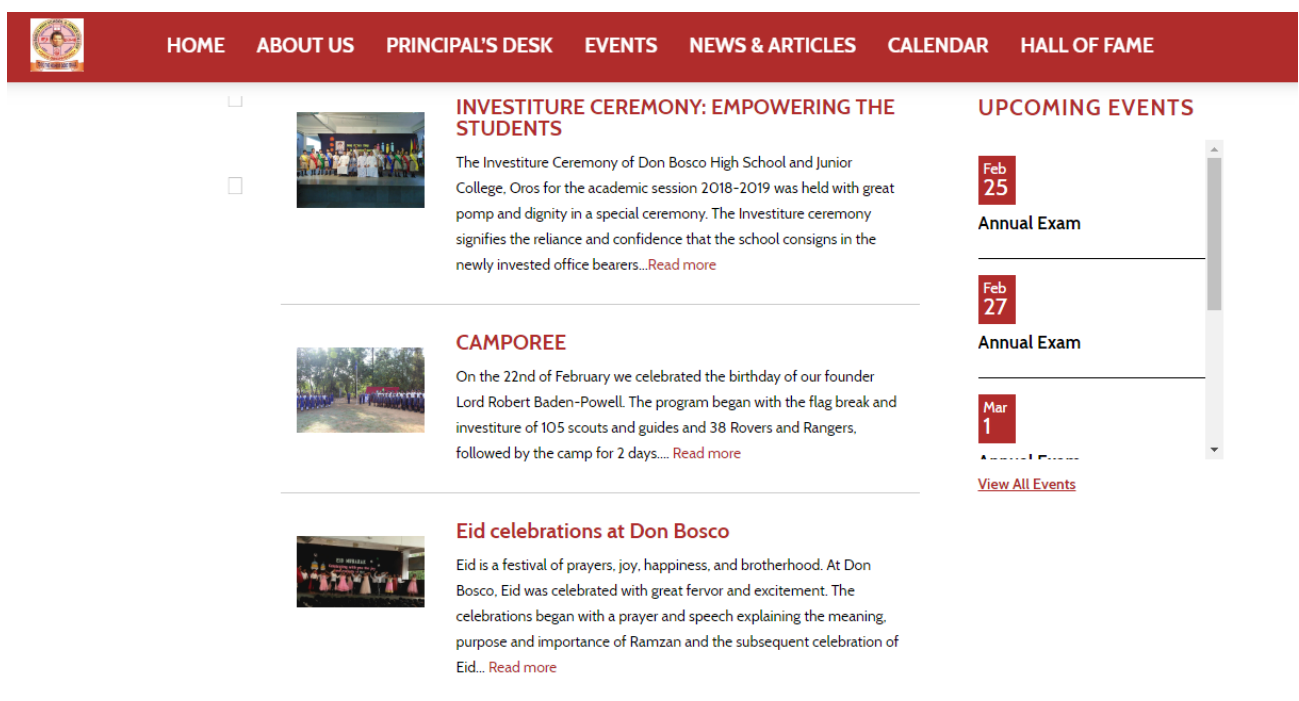 HOME ABOUT US PRINCIPAL'S DESK EVENTS NEWS & ARTICLES CALENDAR HALL OF FAME
INVESTITURE CEREMONY: EMPOWERING THE
STUDENTS
The Investiture Ceremony of Don Bosco High School and Junior
College, Oros for the academic session 2018-2019 was held with great
pomp and dignity in a special ceremony. The Investiture ceremony
signifies the reliance and confidence that the school consigns in the
newly invested office bearers...Read more
CAMPOREE
On the 22nd of February we celebrated the birthday of our founder
Lord Robert Baden-Powell. The program began with the flag break and
investiture of 105 scouts and guides and 38 Rovers and Rangers,
followed by the camp for 2 days.... Read more
Eid celebrations at Don Bosco
Eid is a festival of prayers, joy, happiness, and brotherhood. At Don
Bosco, Eid was celebrated with great fervor and excitement. The
celebrations began with a prayer and speech explaining the meaning,
purpose and importance of Ramzan and the subsequent celebration of
Eid... Read more
UPCOMING EVENTS
Feb
25
Annual Exam
Feb
27
Annual Exam
Mar
1
Annual Exam
View All Events